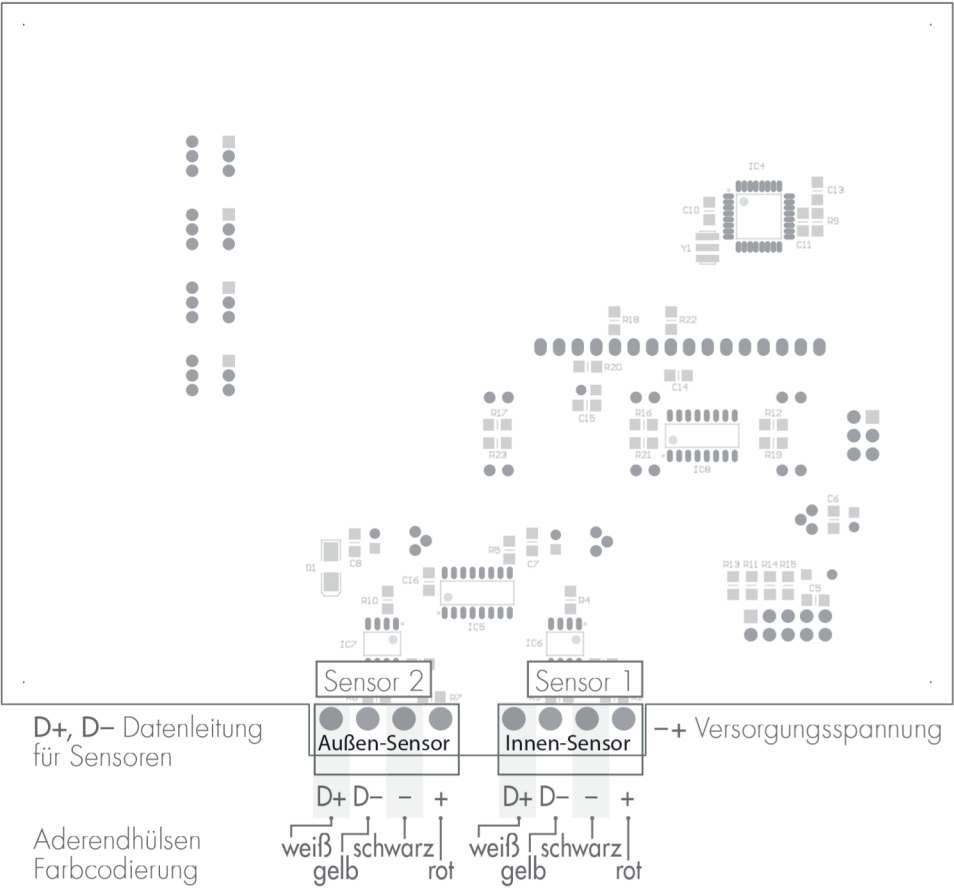 IC4
C13
C10
R9
Y1
C11
R18
R22
R20
C14
C15
R17
R16
R12
R23
R21
R19
IC8
C6
D1
C8
R5
C7
R13 R11 R14 R15
C16
C5
R10
R4
IC5
IC7
IC6
Sensor 2
Sensor 1
R7
D+, D– Datenleitung
für Sensoren
Außen-Sensor
Innen-Sensor
–+ Versorgungsspannung
D+ D– – +
D+ D– – +
Aderendhülsen
Farbcodierung
weiß schwarz
gelb rot
weiß schwarz
gelb rot